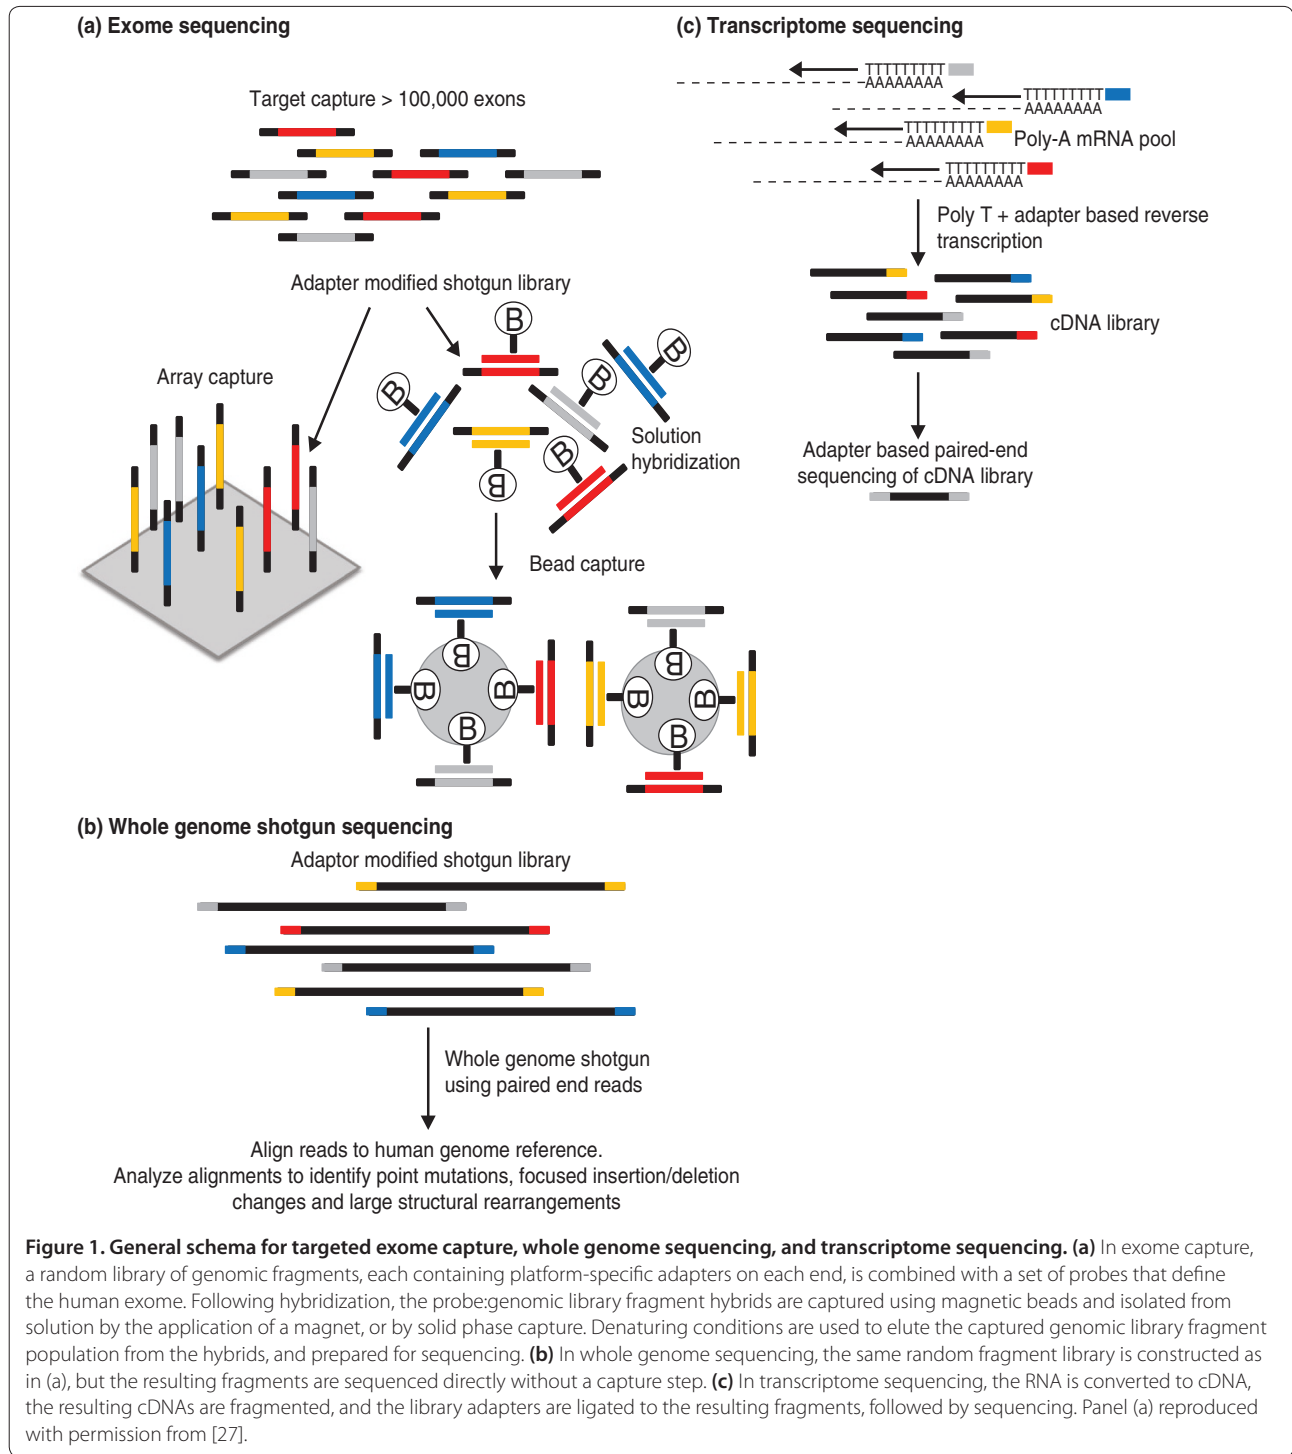 (a) Exome sequencing
Target capture > 100,000 exons
Adapter modified shotgun library
Array capture
B
B
B
B
B
B
Solution
hybridization
Bead capture
B
B
B
B
B
B
B
B
(b) Whole genome shotgun sequencing
Adaptor modified shotgun library
Whole genome shotgun
using paired end reads
Align reads to human genome reference.
Analyze alignments to identify point mutations, focused insertion/deletion
changes and large structural rearrangements
(c) Transcriptome sequencing
TTTTTTTTT
AAAAAAAA
TTTTTTTTT
AAAAAAAA
TTTTTTTTT
AAAAAAAA
Poly-A mRNA pool
TTTTTTTTT
AAAAAAAA
Poly T + adapter based reverse
transcription
cDNA library
Adapter based paired-end
sequencing of cDNA library
Figure 1. General schema for targeted exome capture, whole genome sequencing, and transcriptome sequencing. (a) In exome capture,
a random library of genomic fragments, each containing platform-specific adapters on each end, is combined with a set of probes that define
the human exome. Following hybridization, the probe:genomic library fragment hybrids are captured using magnetic beads and isolated from
solution by the application of a magnet, or by solid phase capture. Denaturing conditions are used to elute the captured genomic library fragment
population from the hybrids, and prepared for sequencing. (b) In whole genome sequencing, the same random fragment library is constructed as
in (a), but the resulting fragments are sequenced directly without a capture step. (c) In transcriptome sequencing, the RNA is converted to cDNA,
the resulting cDNAs are fragmented, and the library adapters are ligated to the resulting fragments, followed by sequencing. Panel (a) reproduced
with permission from [27].